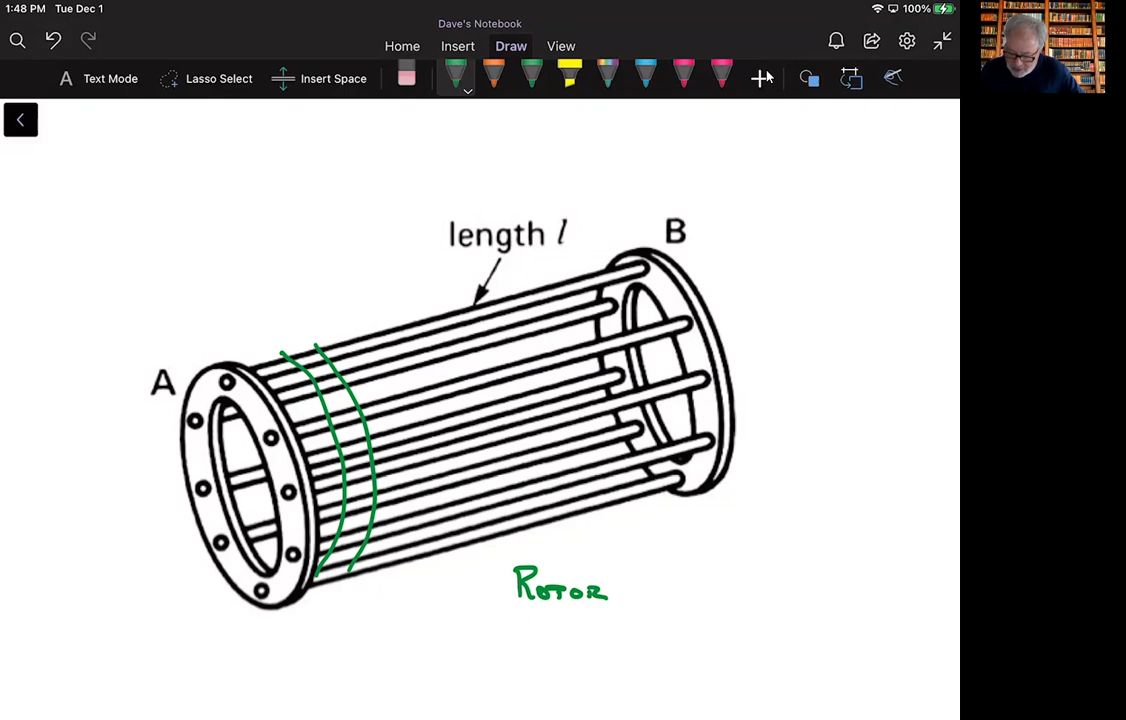 1:48 PM Tue Dec 1
100%
Dave's Notebook
Home Insert Draw View
A Text Mode Lasso Select Insert Space
length l
B
A
ROTOR